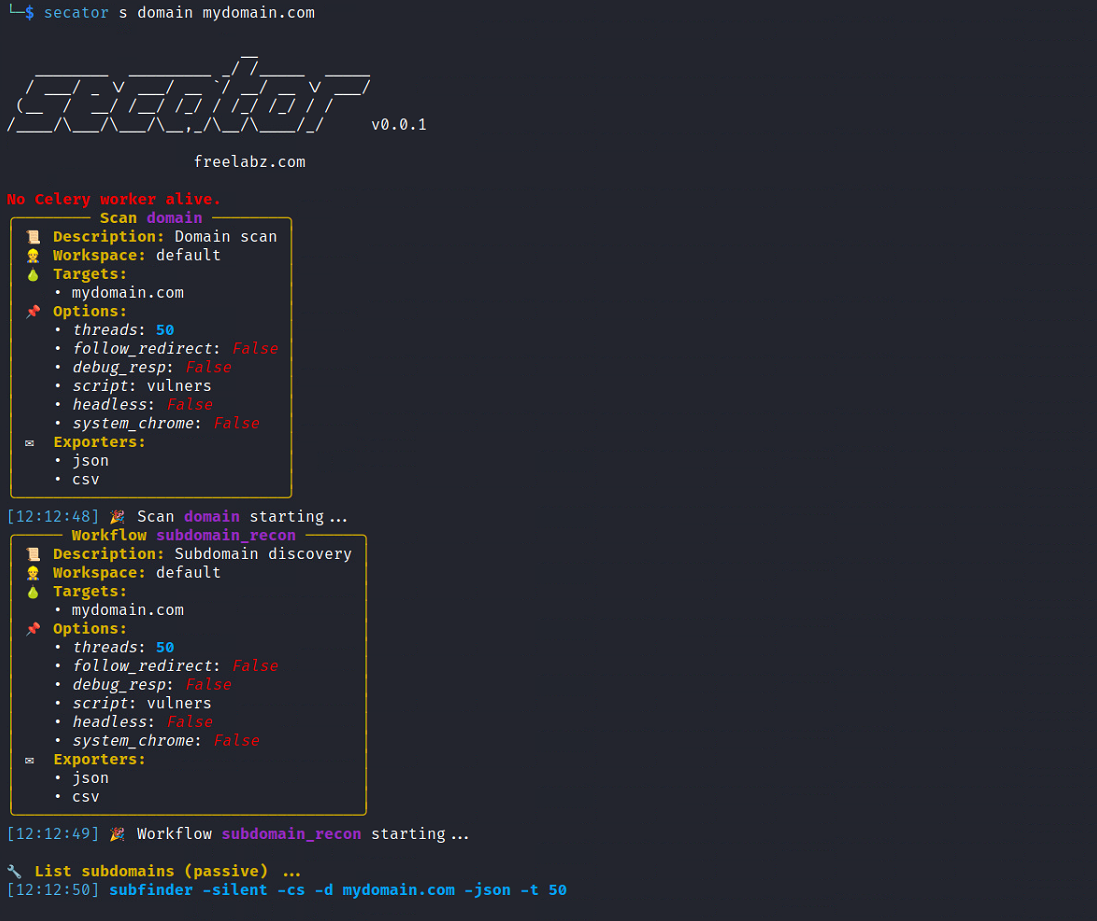 └─$ secator s domain mydomain.com
secator v0.0.1
freelabz.com
No Celery worker alive.
Scan domain
📜 Description: Domain scan
👷 Workspace: default
🍐 Targets:
• mydomain.com
📌 Options:
• threads: 50
• follow_redirect: False
• debug_resp: False
• script: vulners
• headless: False
• system_chrome: False
✉ Exporters:
• json
• csv
[12:12:48] 🎉 Scan domain starting...
Workflow subdomain_recon
📜 Description: Subdomain discovery
👷 Workspace: default
🍐 Targets:
• mydomain.com
📌 Options:
• threads: 50
• follow_redirect: False
• debug_resp: False
• script: vulners
• headless: False
• system_chrome: False
✉ Exporters:
• json
• csv
[12:12:49] 🎉 Workflow subdomain_recon starting...
🔧 List subdomains (passive) ...
[12:12:50] subfinder -silent -cs -d mydomain.com -json -t 50